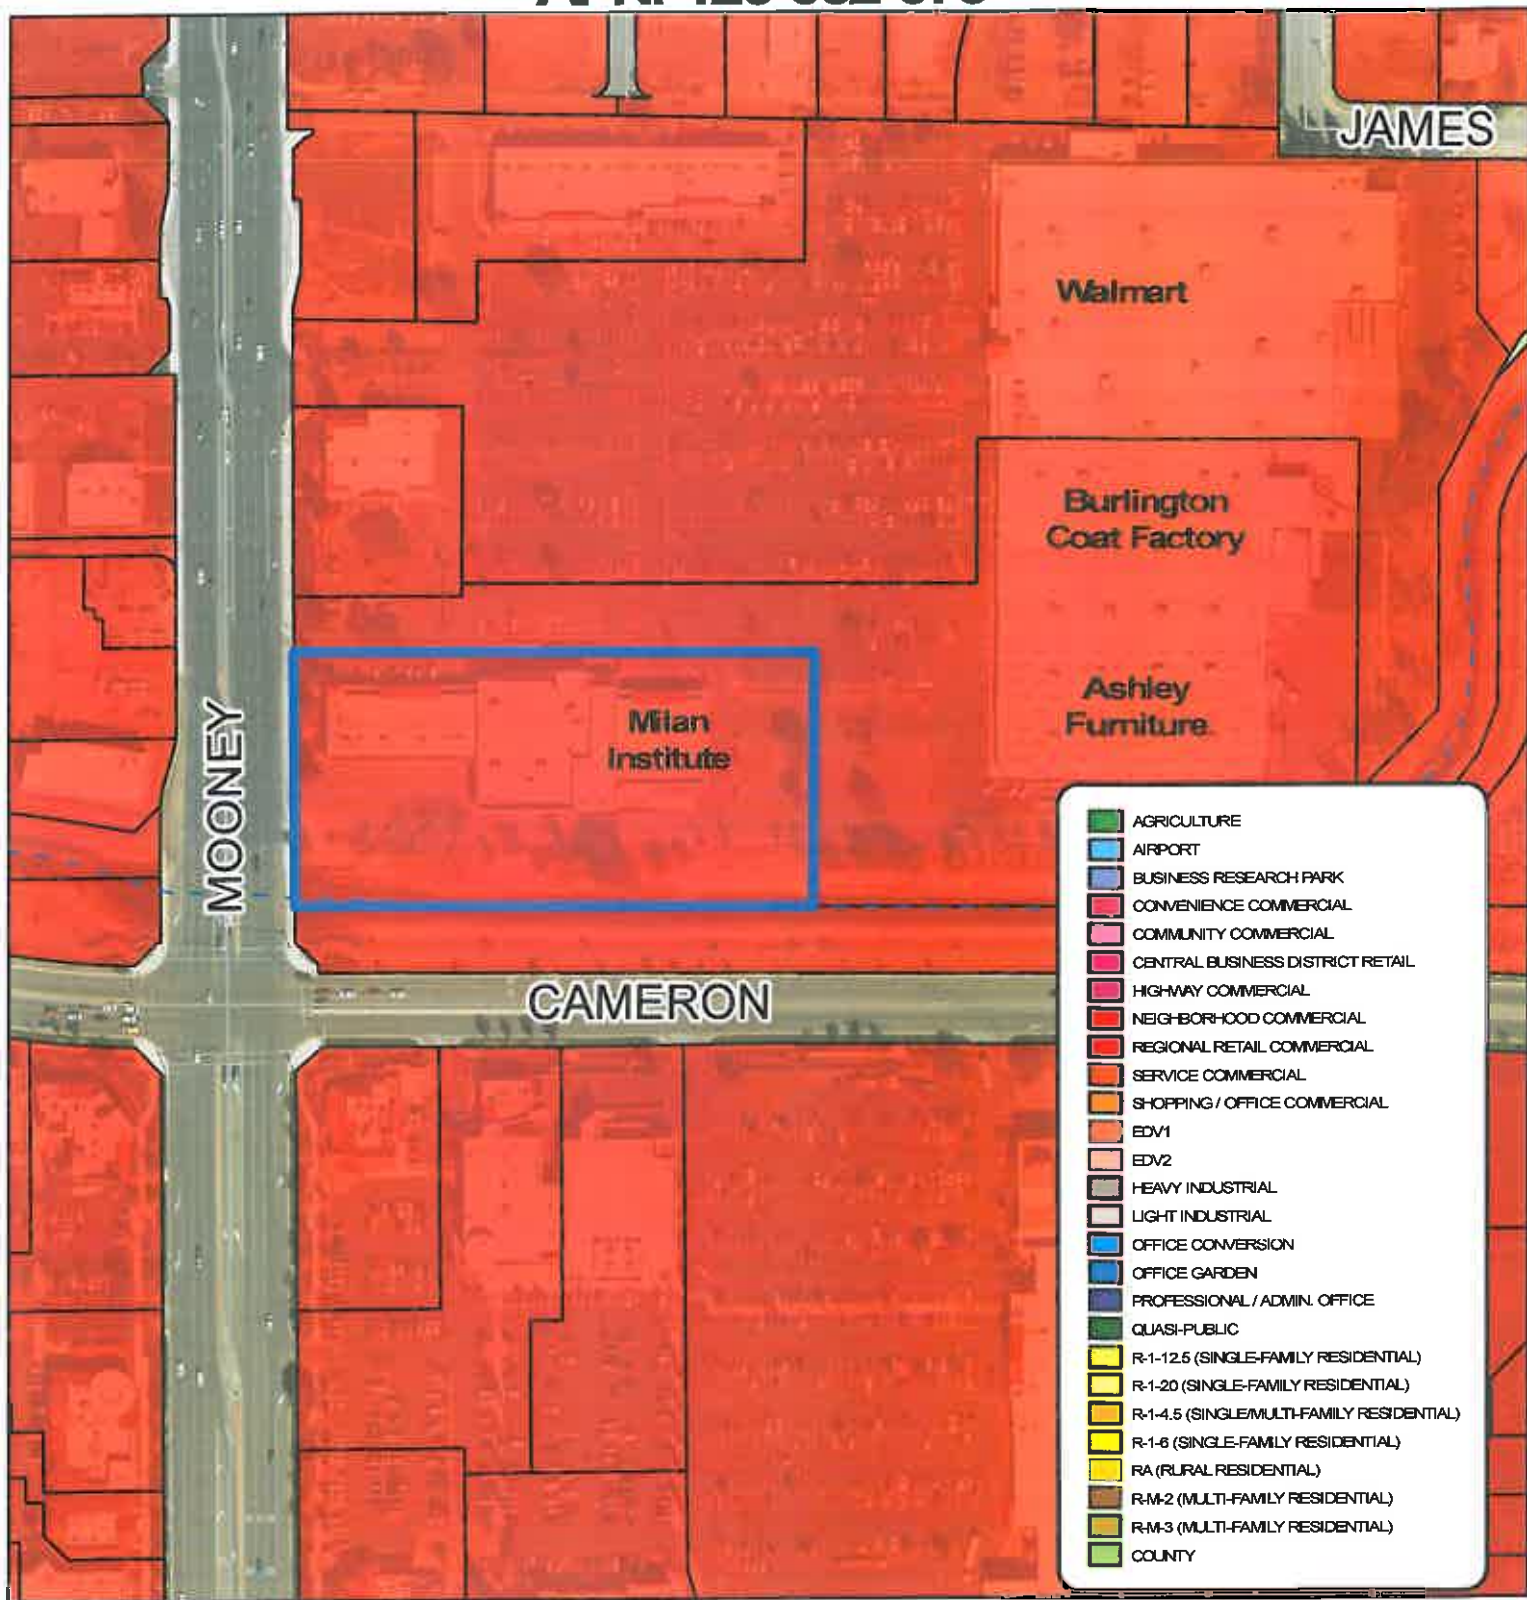 JAMES
Walmart
Burlington
Coat Factory
Ashley
Furniture
Milan
Institute
MOONEY
CAMERON
AGRICULTURE
AIRPORT
BUSINESS RESEARCH PARK
CONVENIENCE COMMERCIAL
COMMUNITY COMMERCIAL
CENTRAL BUSINESS DISTRICT RETAIL
HIGHWAY COMMERCIAL
NEIGHBORHOOD COMMERCIAL
REGIONAL RETAIL COMMERCIAL
SERVICE COMMERCIAL
SHOPPING / OFFICE COMMERCIAL
EDV1
EDV2
HEAVY INDUSTRIAL
LIGHT INDUSTRIAL
OFFICE CONVERSION
OFFICE GARDEN
PROFESSIONAL / ADMIN. OFFICE
QUASI-PUBLIC
R-1-12.5 (SINGLE-FAMILY RESIDENTIAL)
R-1-20 (SINGLE-FAMILY RESIDENTIAL)
R-1-4.5 (SINGLE/MULTI-FAMILY RESIDENTIAL)
R-1-6 (SINGLE-FAMILY RESIDENTIAL)
RA (RURAL RESIDENTIAL)
R-M-2 (MULTI-FAMILY RESIDENTIAL)
R-M-3 (MULTI-FAMILY RESIDENTIAL)
COUNTY